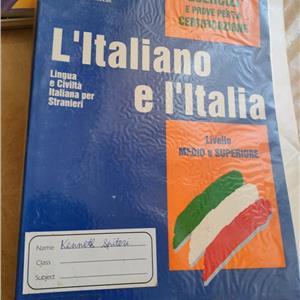 ESERCIZI
E PROVE PER LA
CERTIFICAZIONE
L'Italiano
e l'Italia
Lingua
e Civiltà
Italiana per
Stranieri
Livello
MEDIO e SUPERIORE
Name: Kenneth Spiteri
Class
Subject